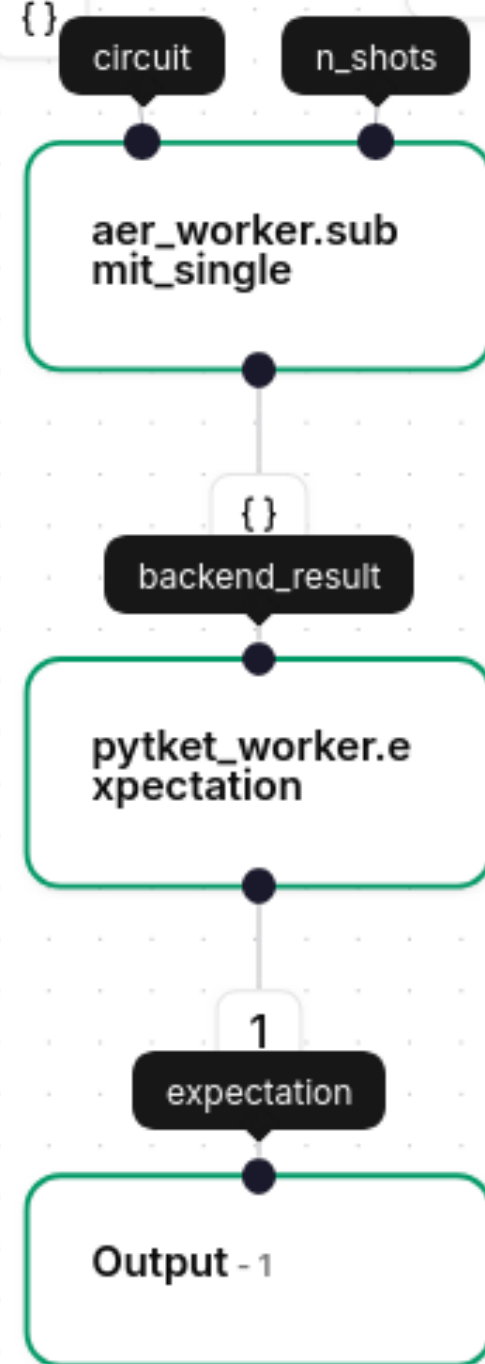 {}
circuit
n_shots
aer_worker.sub
mit_single
{}
backend_result
pytket_worker.e
xpectation
1
expectation
Output - 1